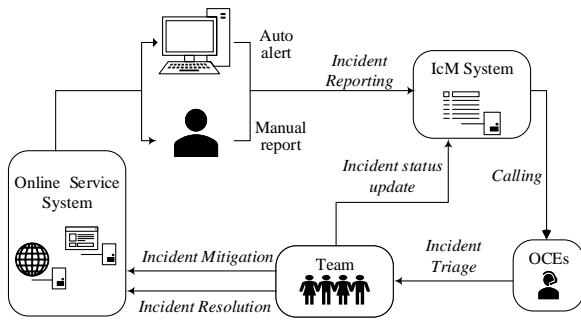 Auto
alert
Incident
Reporting
IcM System
Manual
report
Online Service
System
Incident status
update
Calling
Incident Mitigation
Incident Resolution
Team
Incident
Triage
OCEs